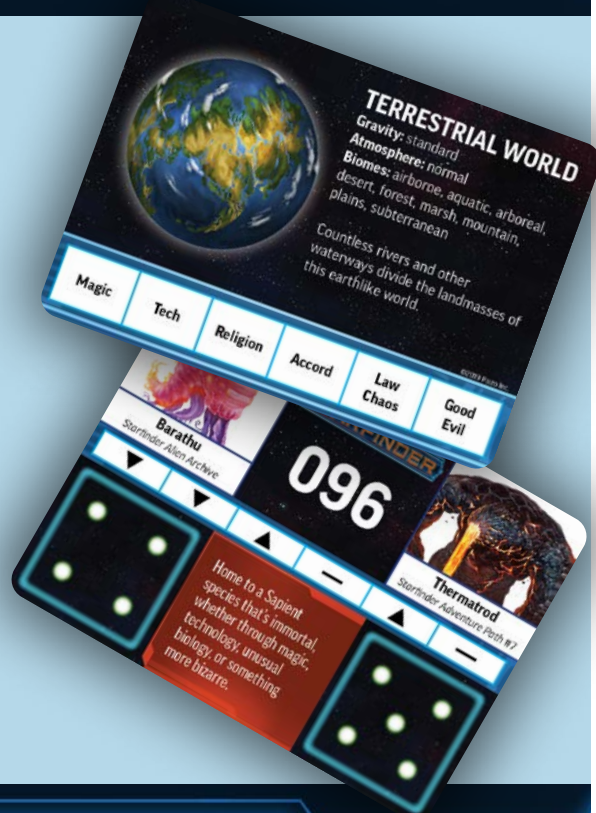 TERRESTRIAL WORLD
Gravity: standard
Atmosphere: normal
Biomes: airborne, aquatic, arboreal,
desert, forest, marsh, mountain,
plains, subterranean
Countless rivers and other
waterways divide the landmasses of
this earthlike world.
©2019 Paizo Inc.
Magic
Tech
Religion
Accord
Law
Chaos
Good
Evil
Barathu
Starfinder Alien Archive
096
Thermatrod
Starfinder Adventure Path #7
Home to a Sapient
species that's immortal,
whether through magic,
technology, unusual
biology, or something
more bizarre.